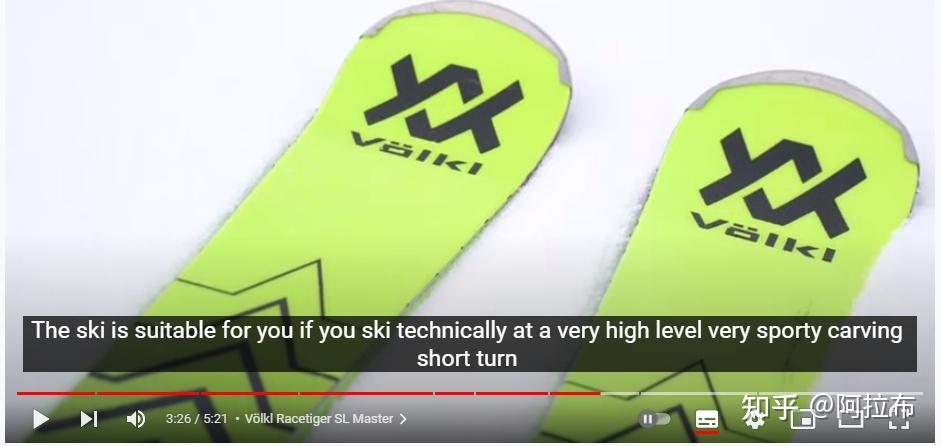 völkl
völkl
The ski is suitable for you if you ski technically at a very high level very sporty carving
short turn
3:26 / 5:21 • Völkl Racetiger SL Master >
知乎 @阿拉布